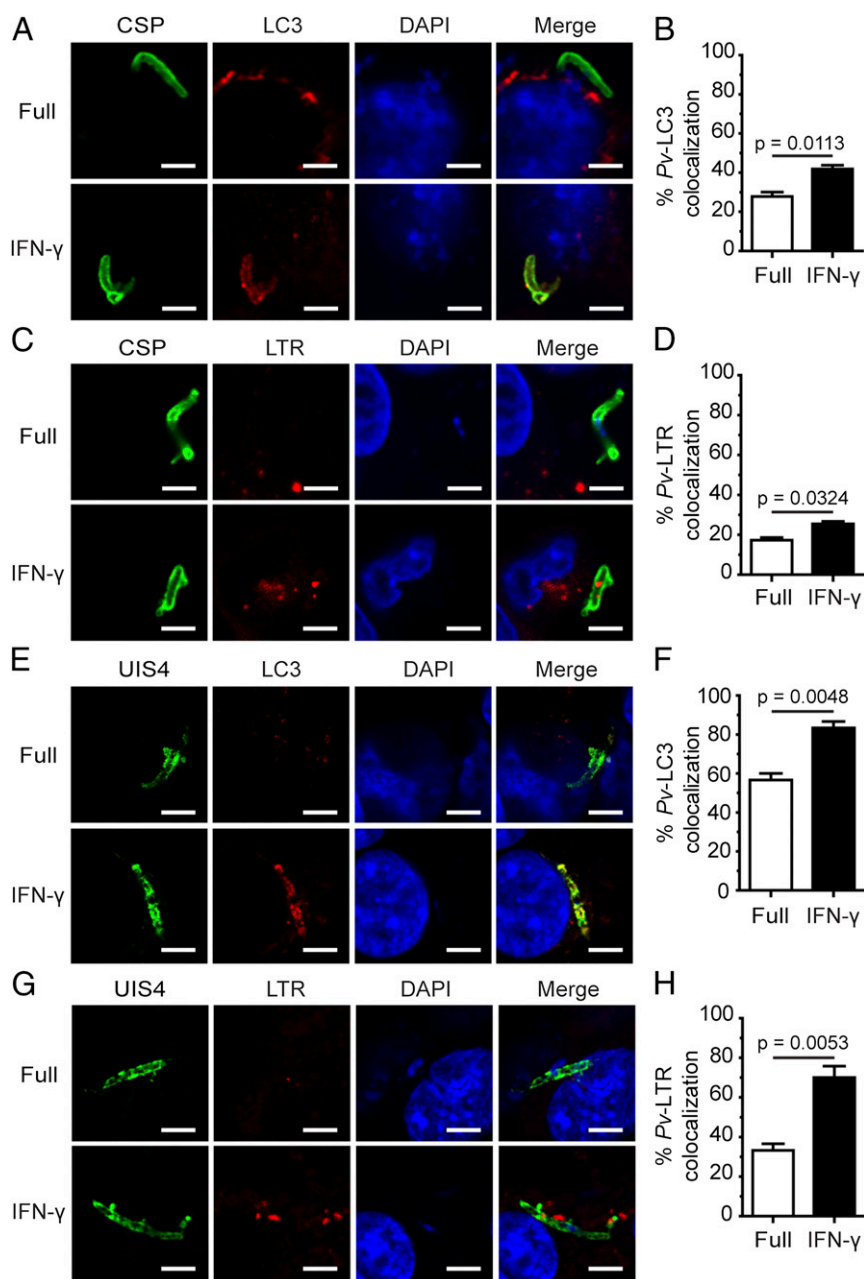 A
CSP LC3 DAPI Merge
Full
IFN-γ
B
100
80
60
40
20
0
% Pv-LC3
colocalization
p = 0.0113
Full IFN-γ
C
CSP LTR DAPI Merge
Full
IFN-γ
D
100
80
60
40
20
0
% Pv-LTR
colocalization
p = 0.0324
Full IFN-γ
E
UIS4 LC3 DAPI Merge
Full
IFN-γ
F
100
80
60
40
20
0
% Pv-LC3
colocalization
p = 0.0048
Full IFN-γ
G
UIS4 LTR DAPI Merge
Full
IFN-γ
H
100
80
60
40
20
0
% Pv-LTR
colocalization
p = 0.0053
Full IFN-γ